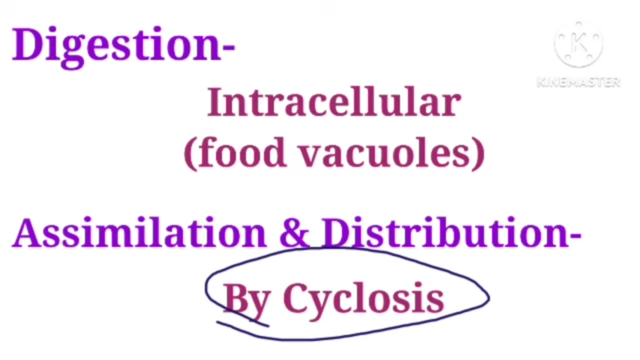 Digestion-
K
KINEMASTER
Intracellular
(food vacuoles)
Assimilation & Distribution-
By Cyclosis